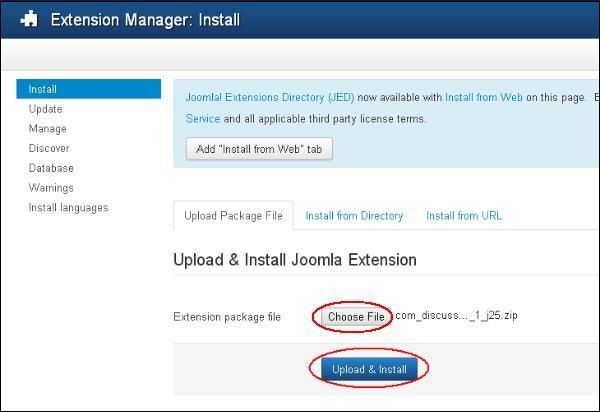 Extension Manager: Install
Install
Update
Manage
Discover
Database
Warnings
Install languages
Joomla! Extensions Directory (JED) now available with Install from Web on this page. E
Service and all applicable third party license terms.
Add "Install from Web" tab
Upload Package File Install from Directory Install from URL
Upload & Install Joomla Extension
Extension package file Choose File com_discuss..._1_j25.zip
Upload & Install